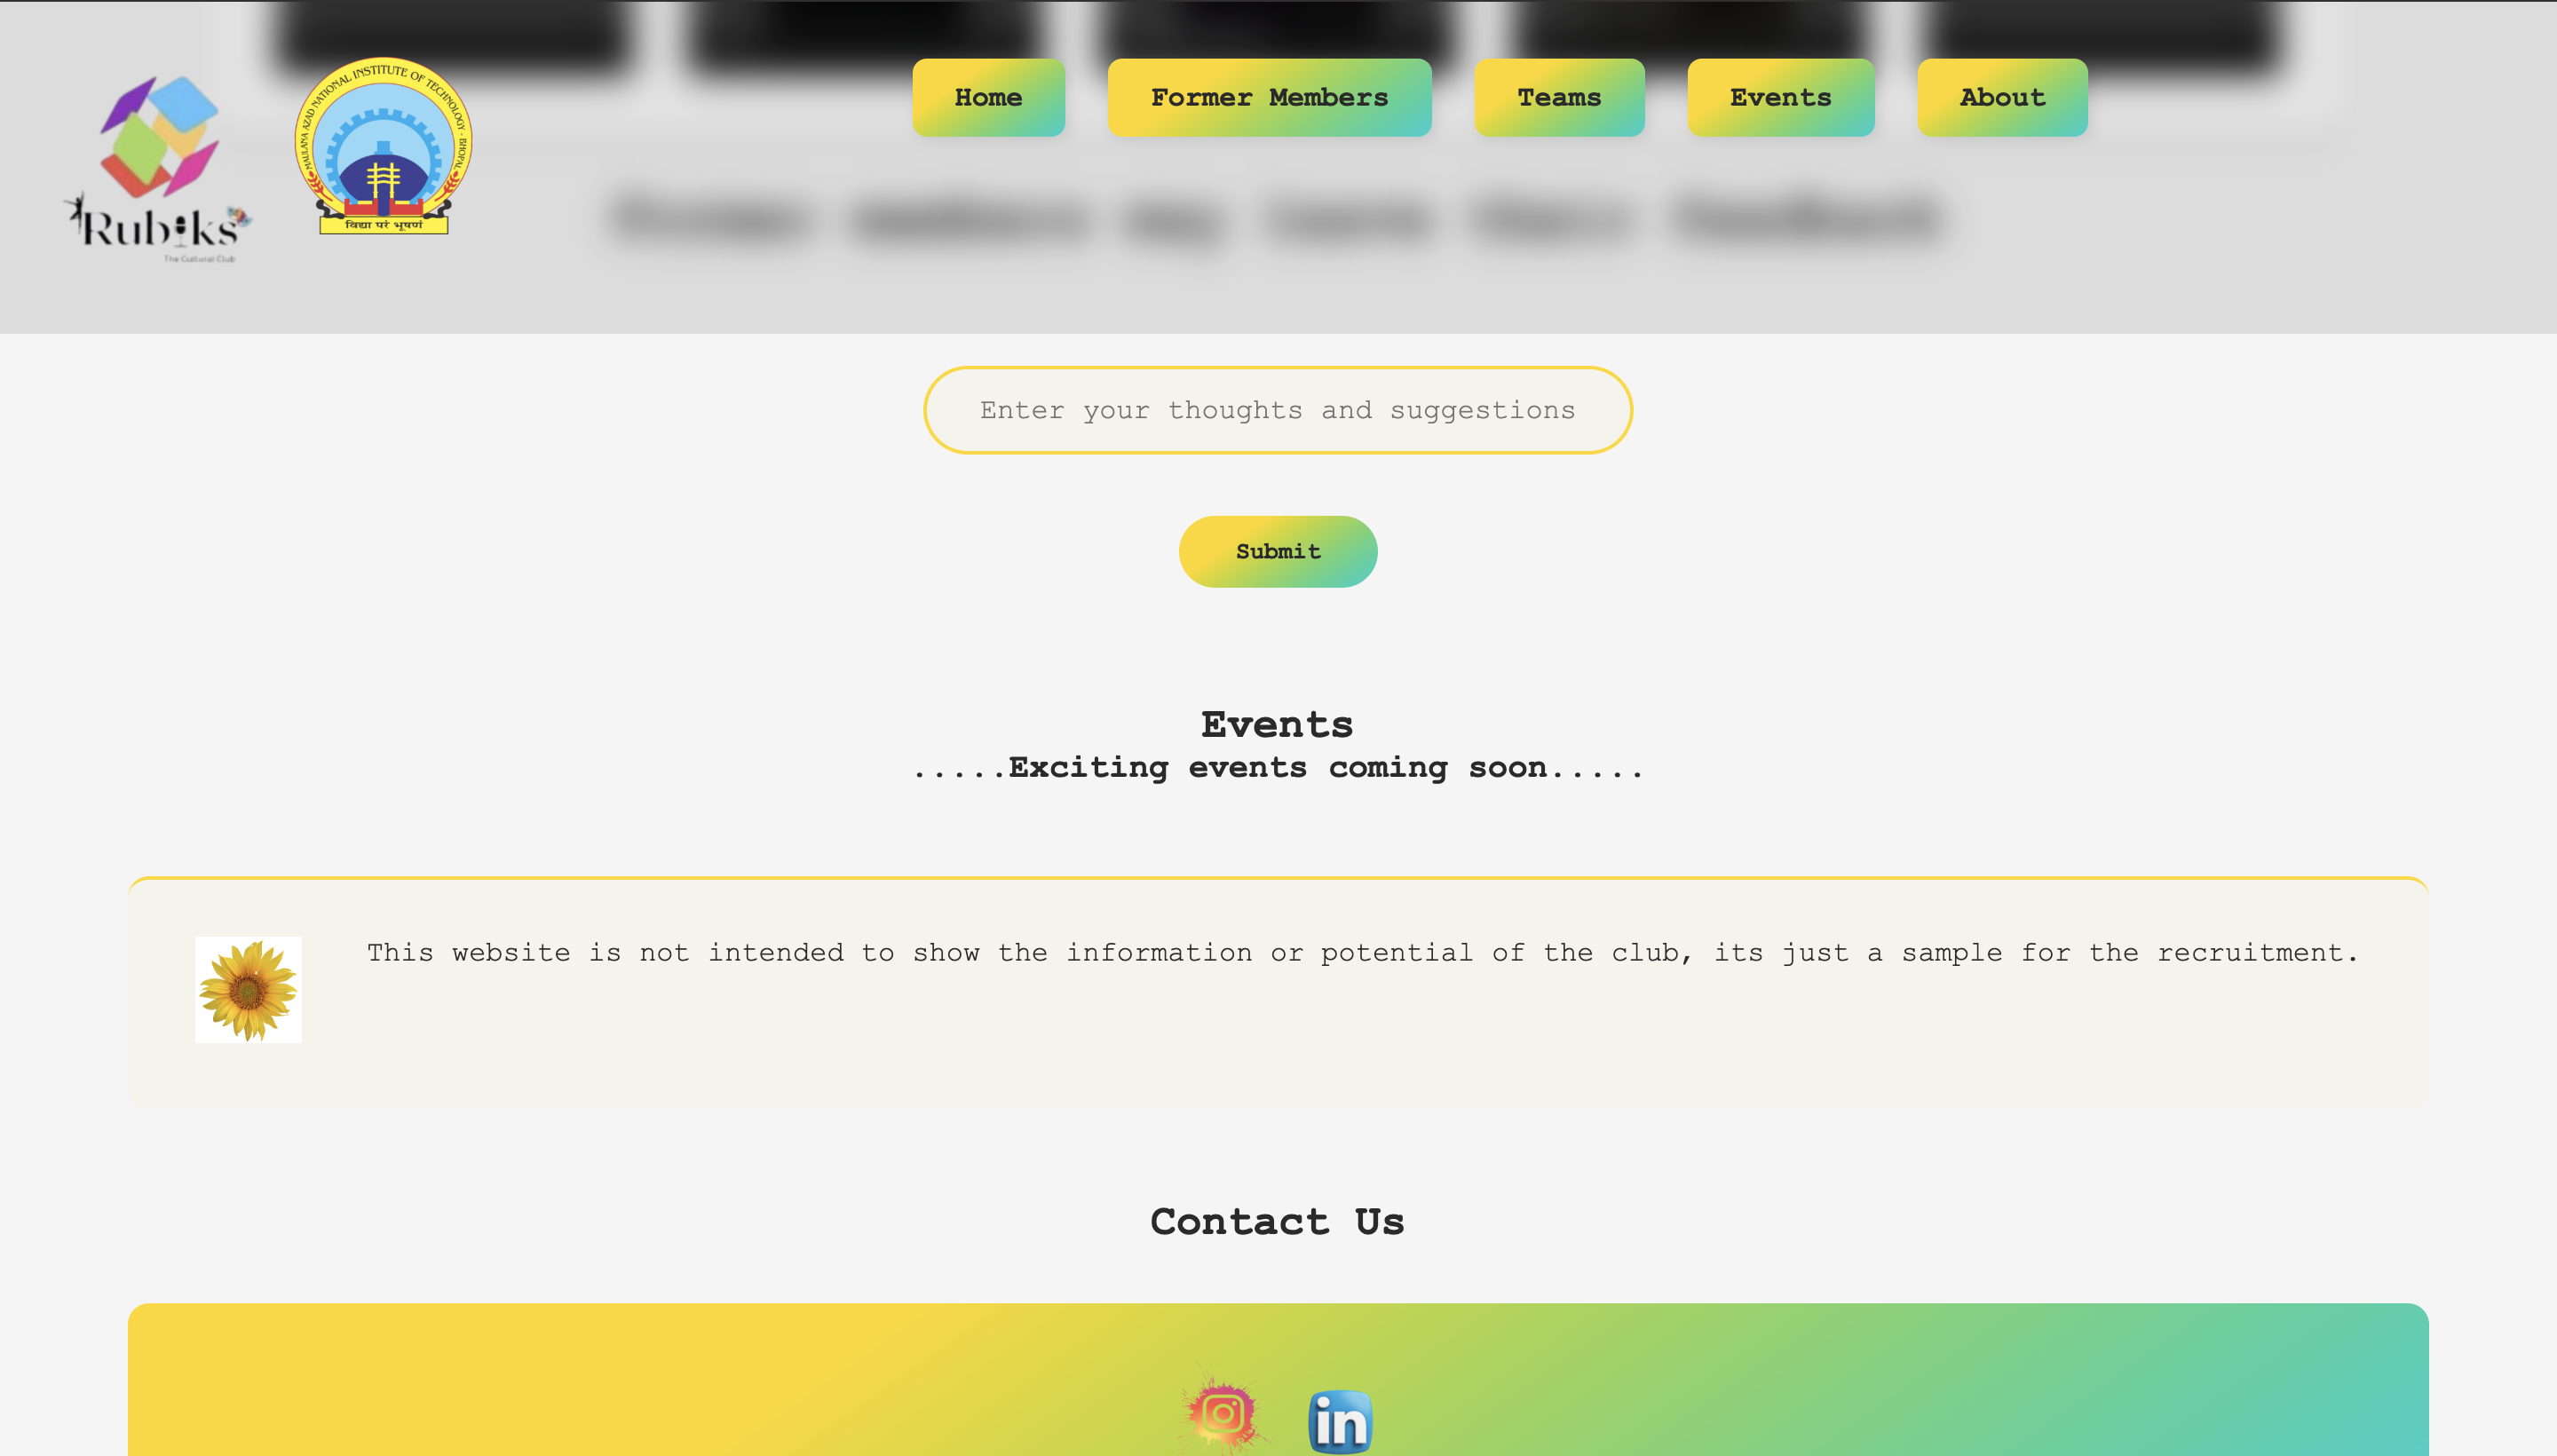 Home
Former Members
Teams
Events
About
MAULANA AZAD NATIONAL INSTITUTE OF TECHNOLOGY - BHOPAL
विद्या परं भूषणं
Rubiks
The Cultural Club
Enter your thoughts and suggestions
Submit
Events
.....Exciting events coming soon.....
This website is not intended to show the information or potential of the club, its just a sample for the recruitment.
Contact Us
in